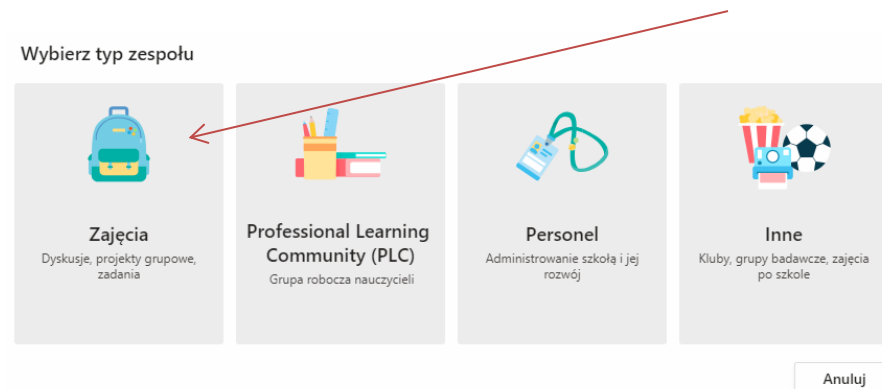 Wybierz typ zespołu
Zajęcia
Dyskusje, projekty grupowe,
zadania
Professional Learning
Community (PLC)
Grupa robocza nauczycieli
Personel
Administrowanie szkołą i jej
rozwój
Inne
Kluby, grupy badawcze, zajęcia
po szkole
Anuluj